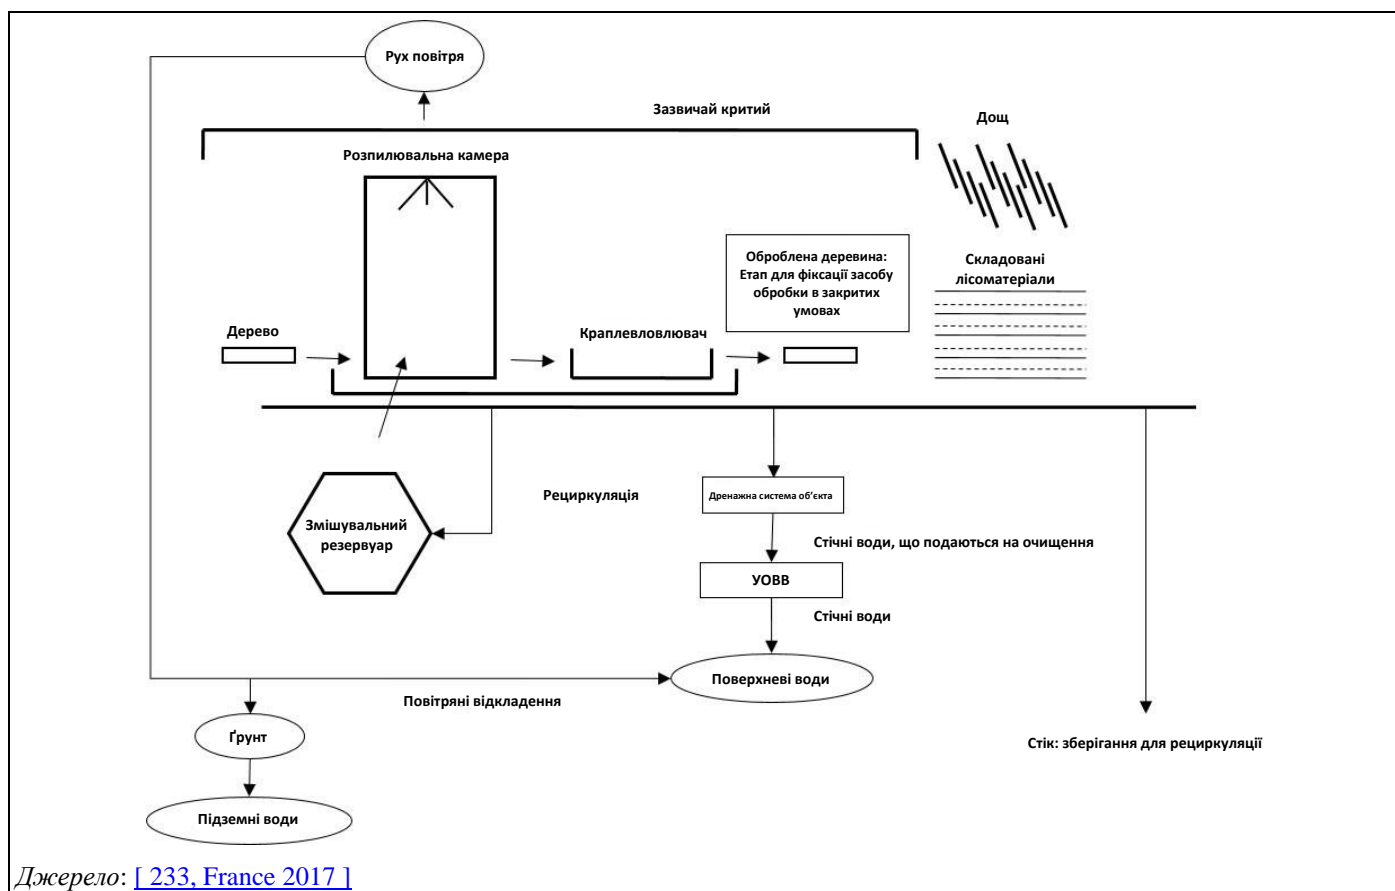 Рух повітря
Зазвичай критий
Дощ
Розпилювальна камера
Оброблена деревина:
Етап для фіксації засобу
обробки в закритих
умовах
Складовані
лісоматеріали
Дерево
Краплевловлювач
Змішувальний
резервуар
Рециркуляція
Дренажна система об’єкта
Стічні води, що подаються на очищення
УОВВ
Стічні води
Поверхневі води
Повітряні відкладення
Ґрунт
Стік: зберігання для рециркуляції
Підземні води
Джерело: [ 233, France 2017 ]